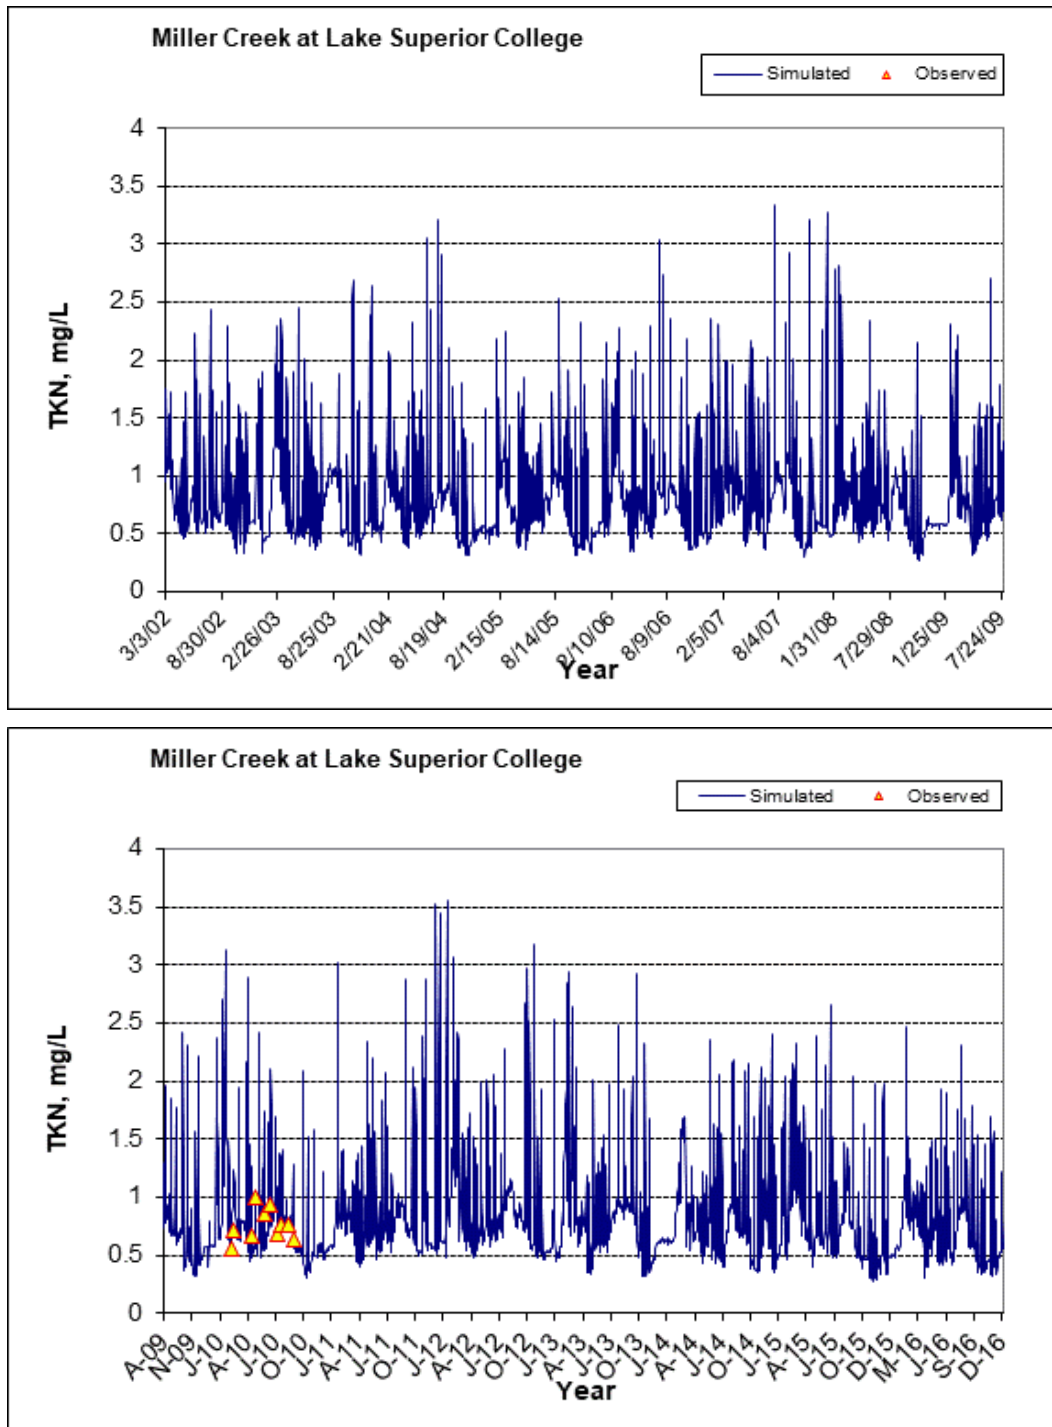 Miller Creek at Lake Superior College
Simulated Observed
4
3.5
3
2.5
2
1.5
1
0.5
0
TKN, mg/L
3/3/02 8/30/02 2/26/03 8/25/03 2/21/04 8/19/04 2/15/05 8/14/05 2/10/06 8/9/06 2/5/07 8/4/07 1/31/08 7/29/08 1/25/09 7/24/09
Year
Miller Creek at Lake Superior College
Simulated Observed
4
3.5
3
2.5
2
1.5
1
0.5
0
TKN, mg/L
A-09 N-09 J-10 A-10 J-10 O-10 J-11 A-11 J-11 O-11 J-12 A-12 J-12 O-12 J-13 A-13 J-13 O-13 J-14 A-14 J-14 O-14 J-15 A-15 J-15 O-15 D-15 M-16 J-16 S-16 D-16
Year